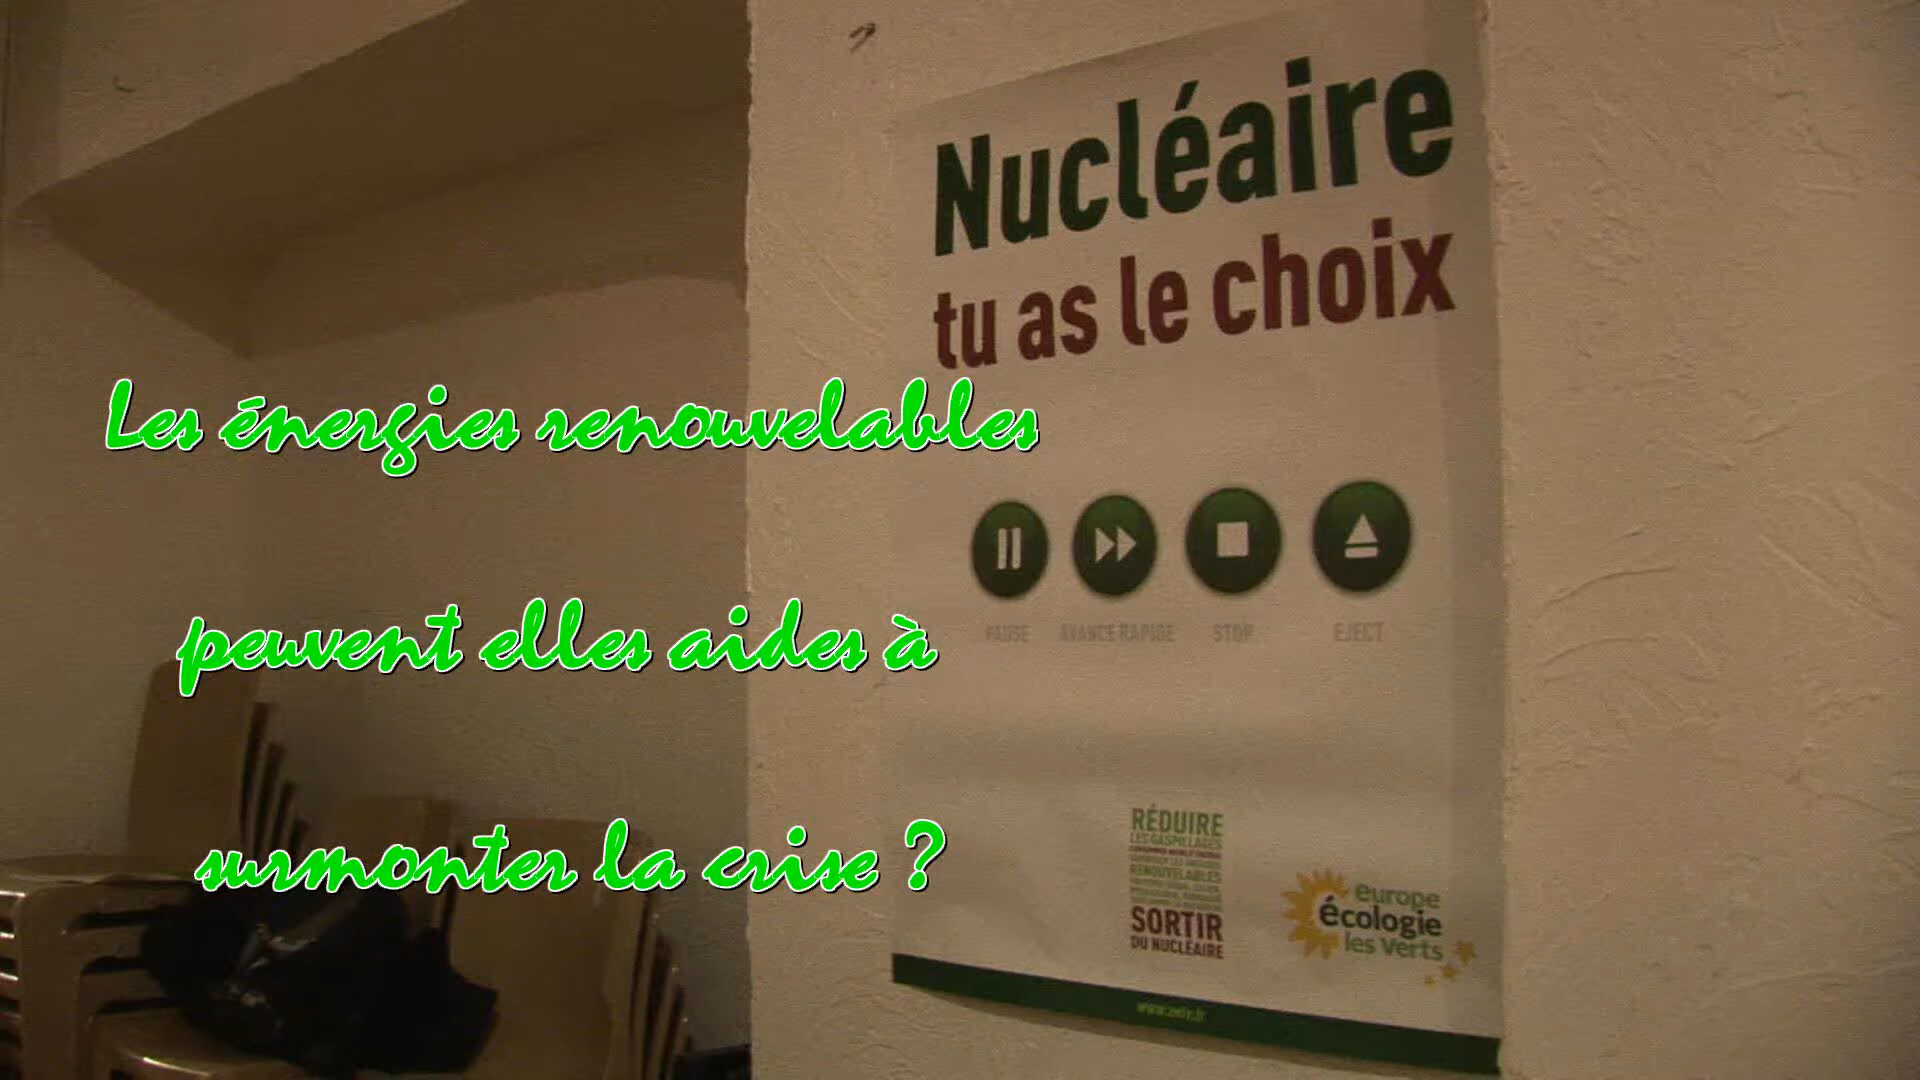 Nucléaire
tu as le choix
Les énergies renouvelables
peuvent elles aides à
surmonter la crise ?
PAUSE
AVANCE RAPIDE
STOP
EJECT
RÉDUIRE
LES GASPILLAGES
RENOUVELABLES
SORTIR
DU NUCLÉAIRE
europe
écologie
les verts